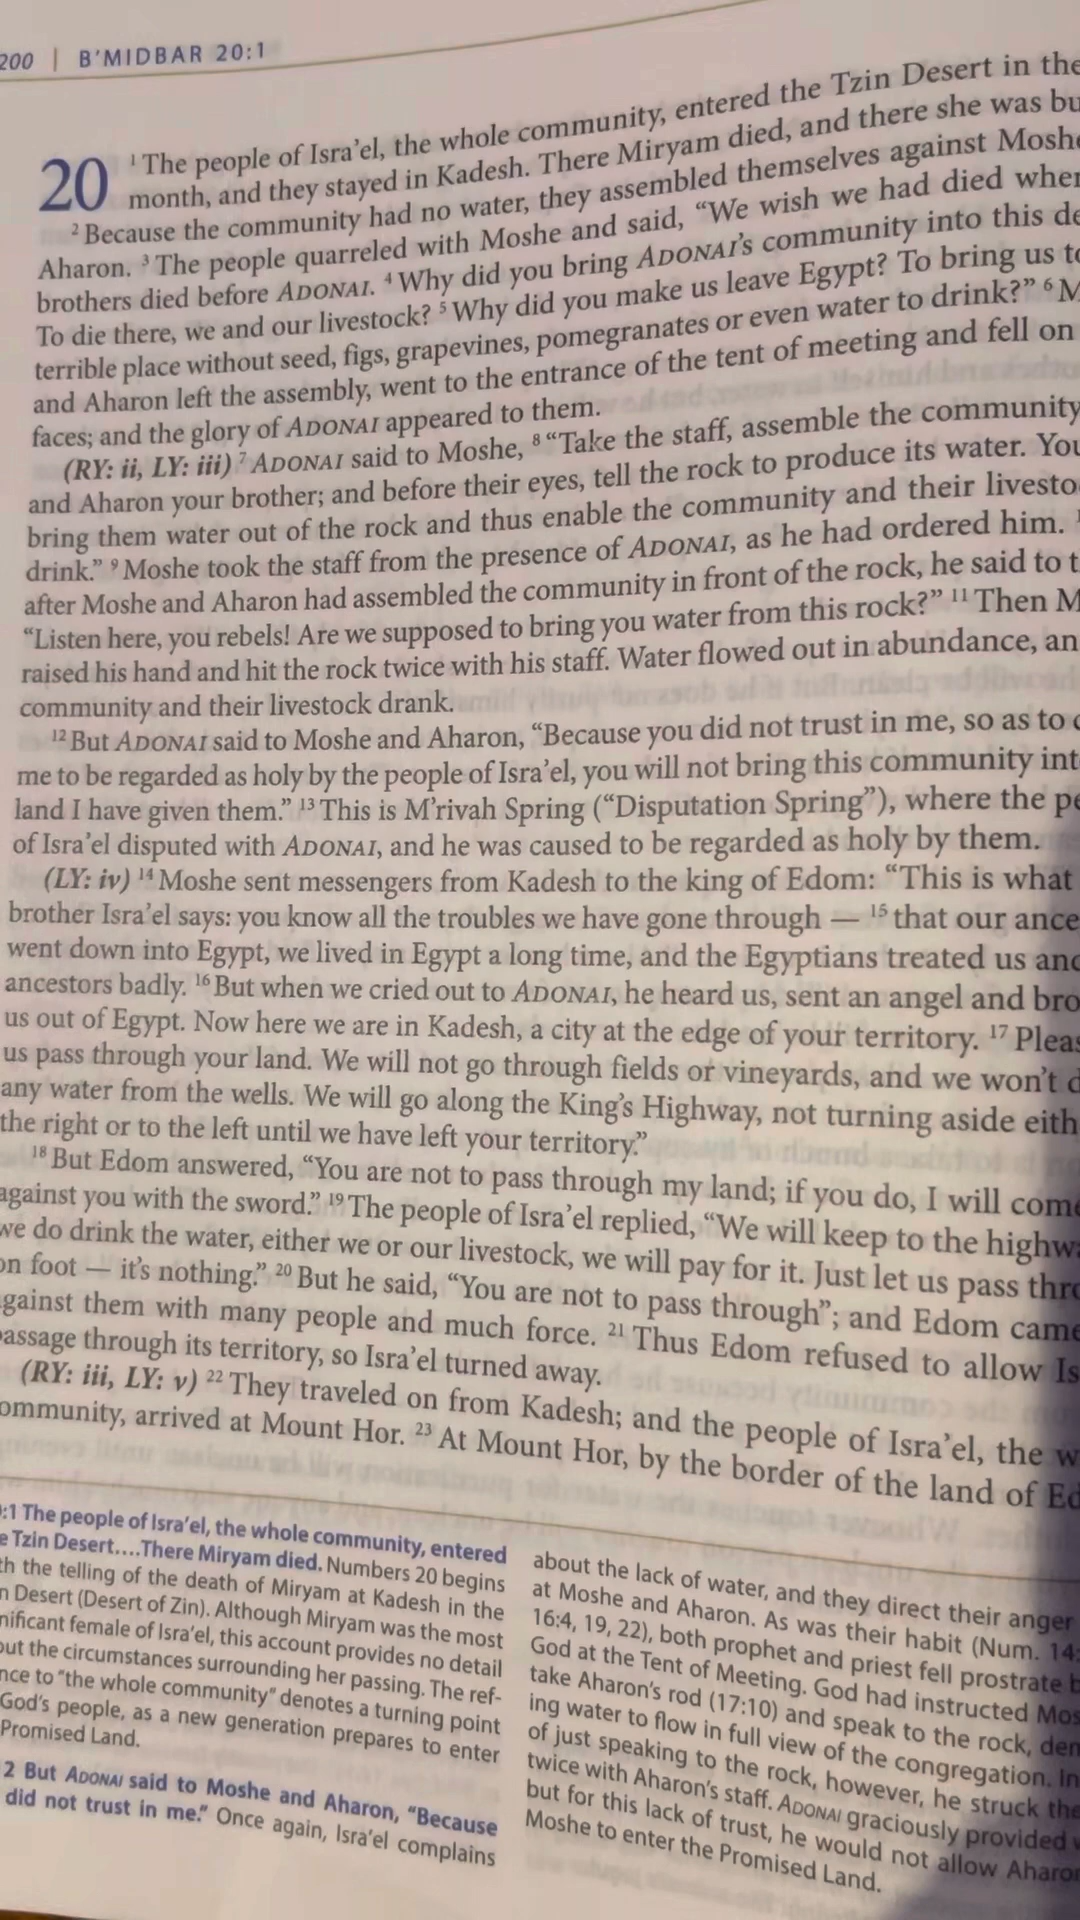 200 | B'MIDBAR 20:1
20 ¹ The people of Isra'el, the whole community, entered the Tzin Desert in the
month, and they stayed in Kadesh. There Miryam died, and there she was
² Because the community had no water, they assembled themselves against
Aharon. ³ The people quarreled with Moshe and said, “We wish we had died
brothers died before ADONAI. ⁴ Why did you bring ADONAI's community into this
To die there, we and our livestock? ⁵ Why did you make us leave Egypt? To bring us
terrible place without seed, figs, grapevines, pomegranates or even water to drink?” ⁶
and Aharon left the assembly, went to the entrance of the tent of meeting and fell on
faces; and the glory of ADONAI appeared to them.
(RY: ii, LY: iii) ⁷ ADONAI said to Moshe, ⁸ “Take the staff, assemble the community
and Aharon your brother; and before their eyes, tell the rock to produce its water.
bring them water out of the rock and thus enable the community and their
drink.” ⁹ Moshe took the staff from the presence of ADONAI, as he had ordered him.
after Moshe and Aharon had assembled the community in front of the rock, he said to
“Listen here, you rebels! Are we supposed to bring you water from this rock?” ¹¹ Then
raised his hand and hit the rock twice with his staff. Water flowed out in abundance,
community and their livestock drank.
¹² But ADONAI said to Moshe and Aharon, “Because you did not trust in me, so as to
me to be regarded as holy by the people of Isra'el, you will not bring this community
land I have given them.” ¹³ This is M'rivah Spring (“Disputation Spring”), where the
of Isra'el disputed with ADONAI, and he was caused to be regarded as holy by them.
(LY: iv) ¹⁴ Moshe sent messengers from Kadesh to the king of Edom: “This is what
brother Isra'el says: you know all the troubles we have gone through — ¹⁵ that our
went down into Egypt, we lived in Egypt a long time, and the Egyptians treated us
ancestors badly. ¹⁶ But when we cried out to ADONAI, he heard us, sent an angel and
us out of Egypt. Now here we are in Kadesh, a city at the edge of your territory. ¹⁷
us pass through your land. We will not go through fields or vineyards, and we won't
any water from the wells. We will go along the King's Highway, not turning aside
the right or to the left until we have left your territory.”
¹⁸ But Edom answered, “You are not to pass through my land; if you do, I will
against you with the sword.” ¹⁹ The people of Isra'el replied, “We will keep to the
we do drink the water, either we or our livestock, we will pay for it. Just let us pass
on foot — it's nothing.” ²⁰ But he said, “You are not to pass through”; and Edom came
against them with many people and much force. ²¹ Thus Edom refused to allow
passage through its territory, so Isra'el turned away.
(RY: iii, LY: v) ²² They traveled on from Kadesh; and the people of Isra'el, the
community, arrived at Mount Hor. ²³ At Mount Hor, by the border of the land of
:1 The people of Isra'el, the whole community, entered
Tzin Desert....There Miryam died. Numbers 20 begins
the telling of the death of Miryam at Kadesh in the
Desert (Desert of Zin). Although Miryam was the most
female of Isra'el, this account provides no detail
the circumstances surrounding her passing. The ref-
to “the whole community” denotes a turning point
God's people, as a new generation prepares to enter
Promised Land.
2 But ADONAI said to Moshe and Aharon, “Because
did not trust in me.” Once again, Isra'el complains
about the lack of water, and they direct their anger
at Moshe and Aharon. As was their habit (Num. 14:
16:4, 19, 22), both prophet and priest fell prostrate
God at the Tent of Meeting. God had instructed
take Aharon's rod (17:10) and speak to the rock,
ing water to flow in full view of the congregation.
of just speaking to the rock, however, he struck the
twice with Aharon's staff. ADONAI graciously provided
but for this lack of trust, he would not allow
Moshe to enter the Promised Land.